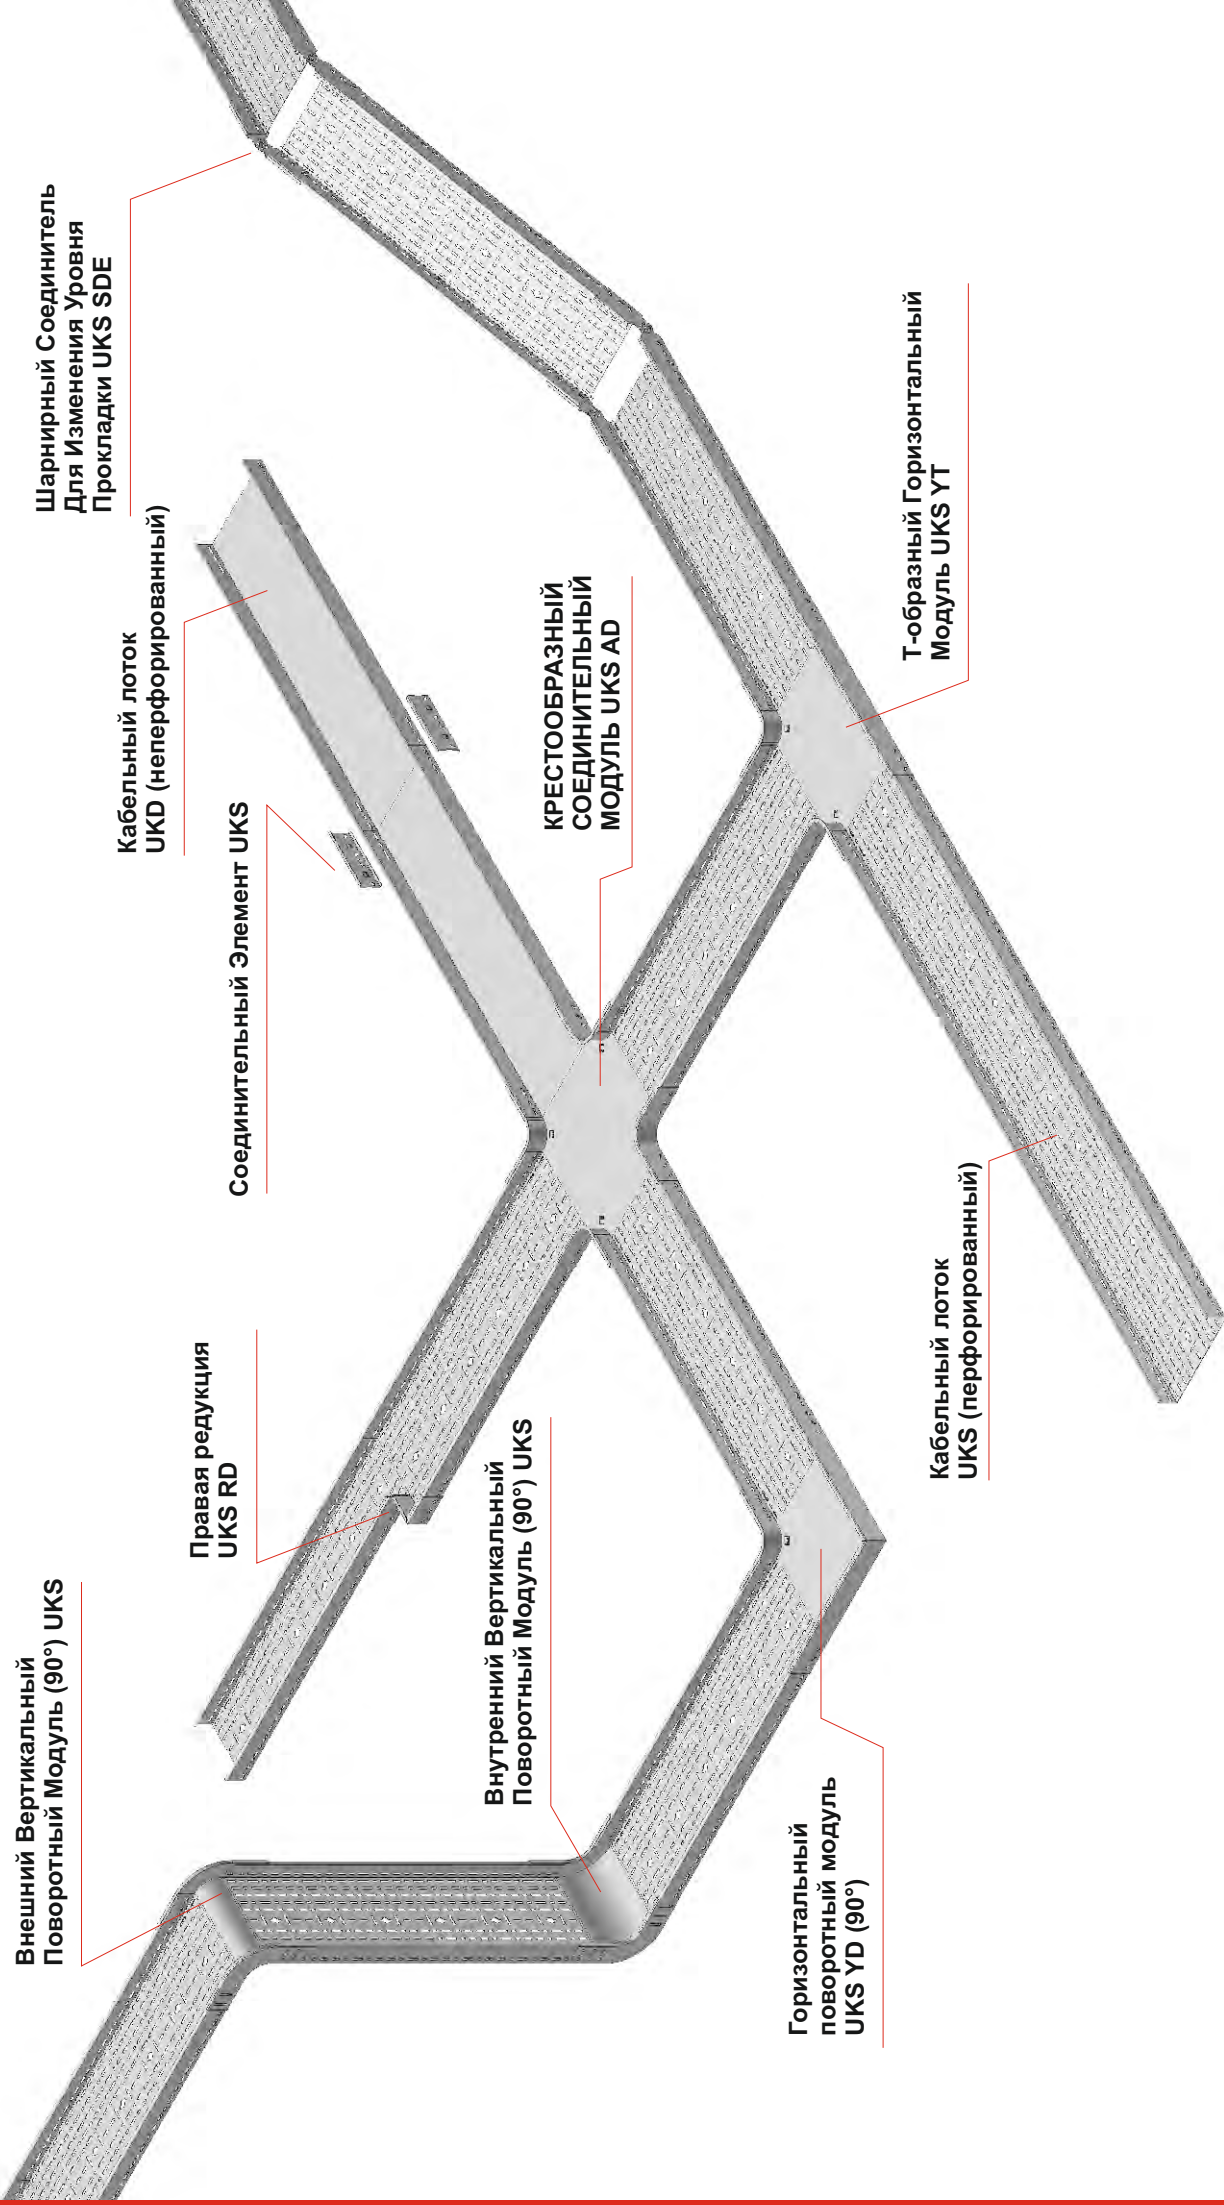 Внешний Вертикальный
Поворотный Модуль (90°) UKS
Правая редукция
UKS RD
Соединительный Элемент UKS
Кабельный лоток
UKD (неперфорированный)
Шарнирный Соединитель
Для Изменения Уровня
Прокладки UKS SDE
Внутренний Вертикальный
Поворотный Модуль (90°) UKS
КРЕСТООБРАЗНЫЙ
СОЕДИНИТЕЛЬНЫЙ
МОДУЛЬ UKS AD
Горизонтальный
поворотный модуль
UKS YD (90°)
Кабельный лоток
UKS (перфорированный)
Т-образный Горизонтальный
Модуль UKS YT